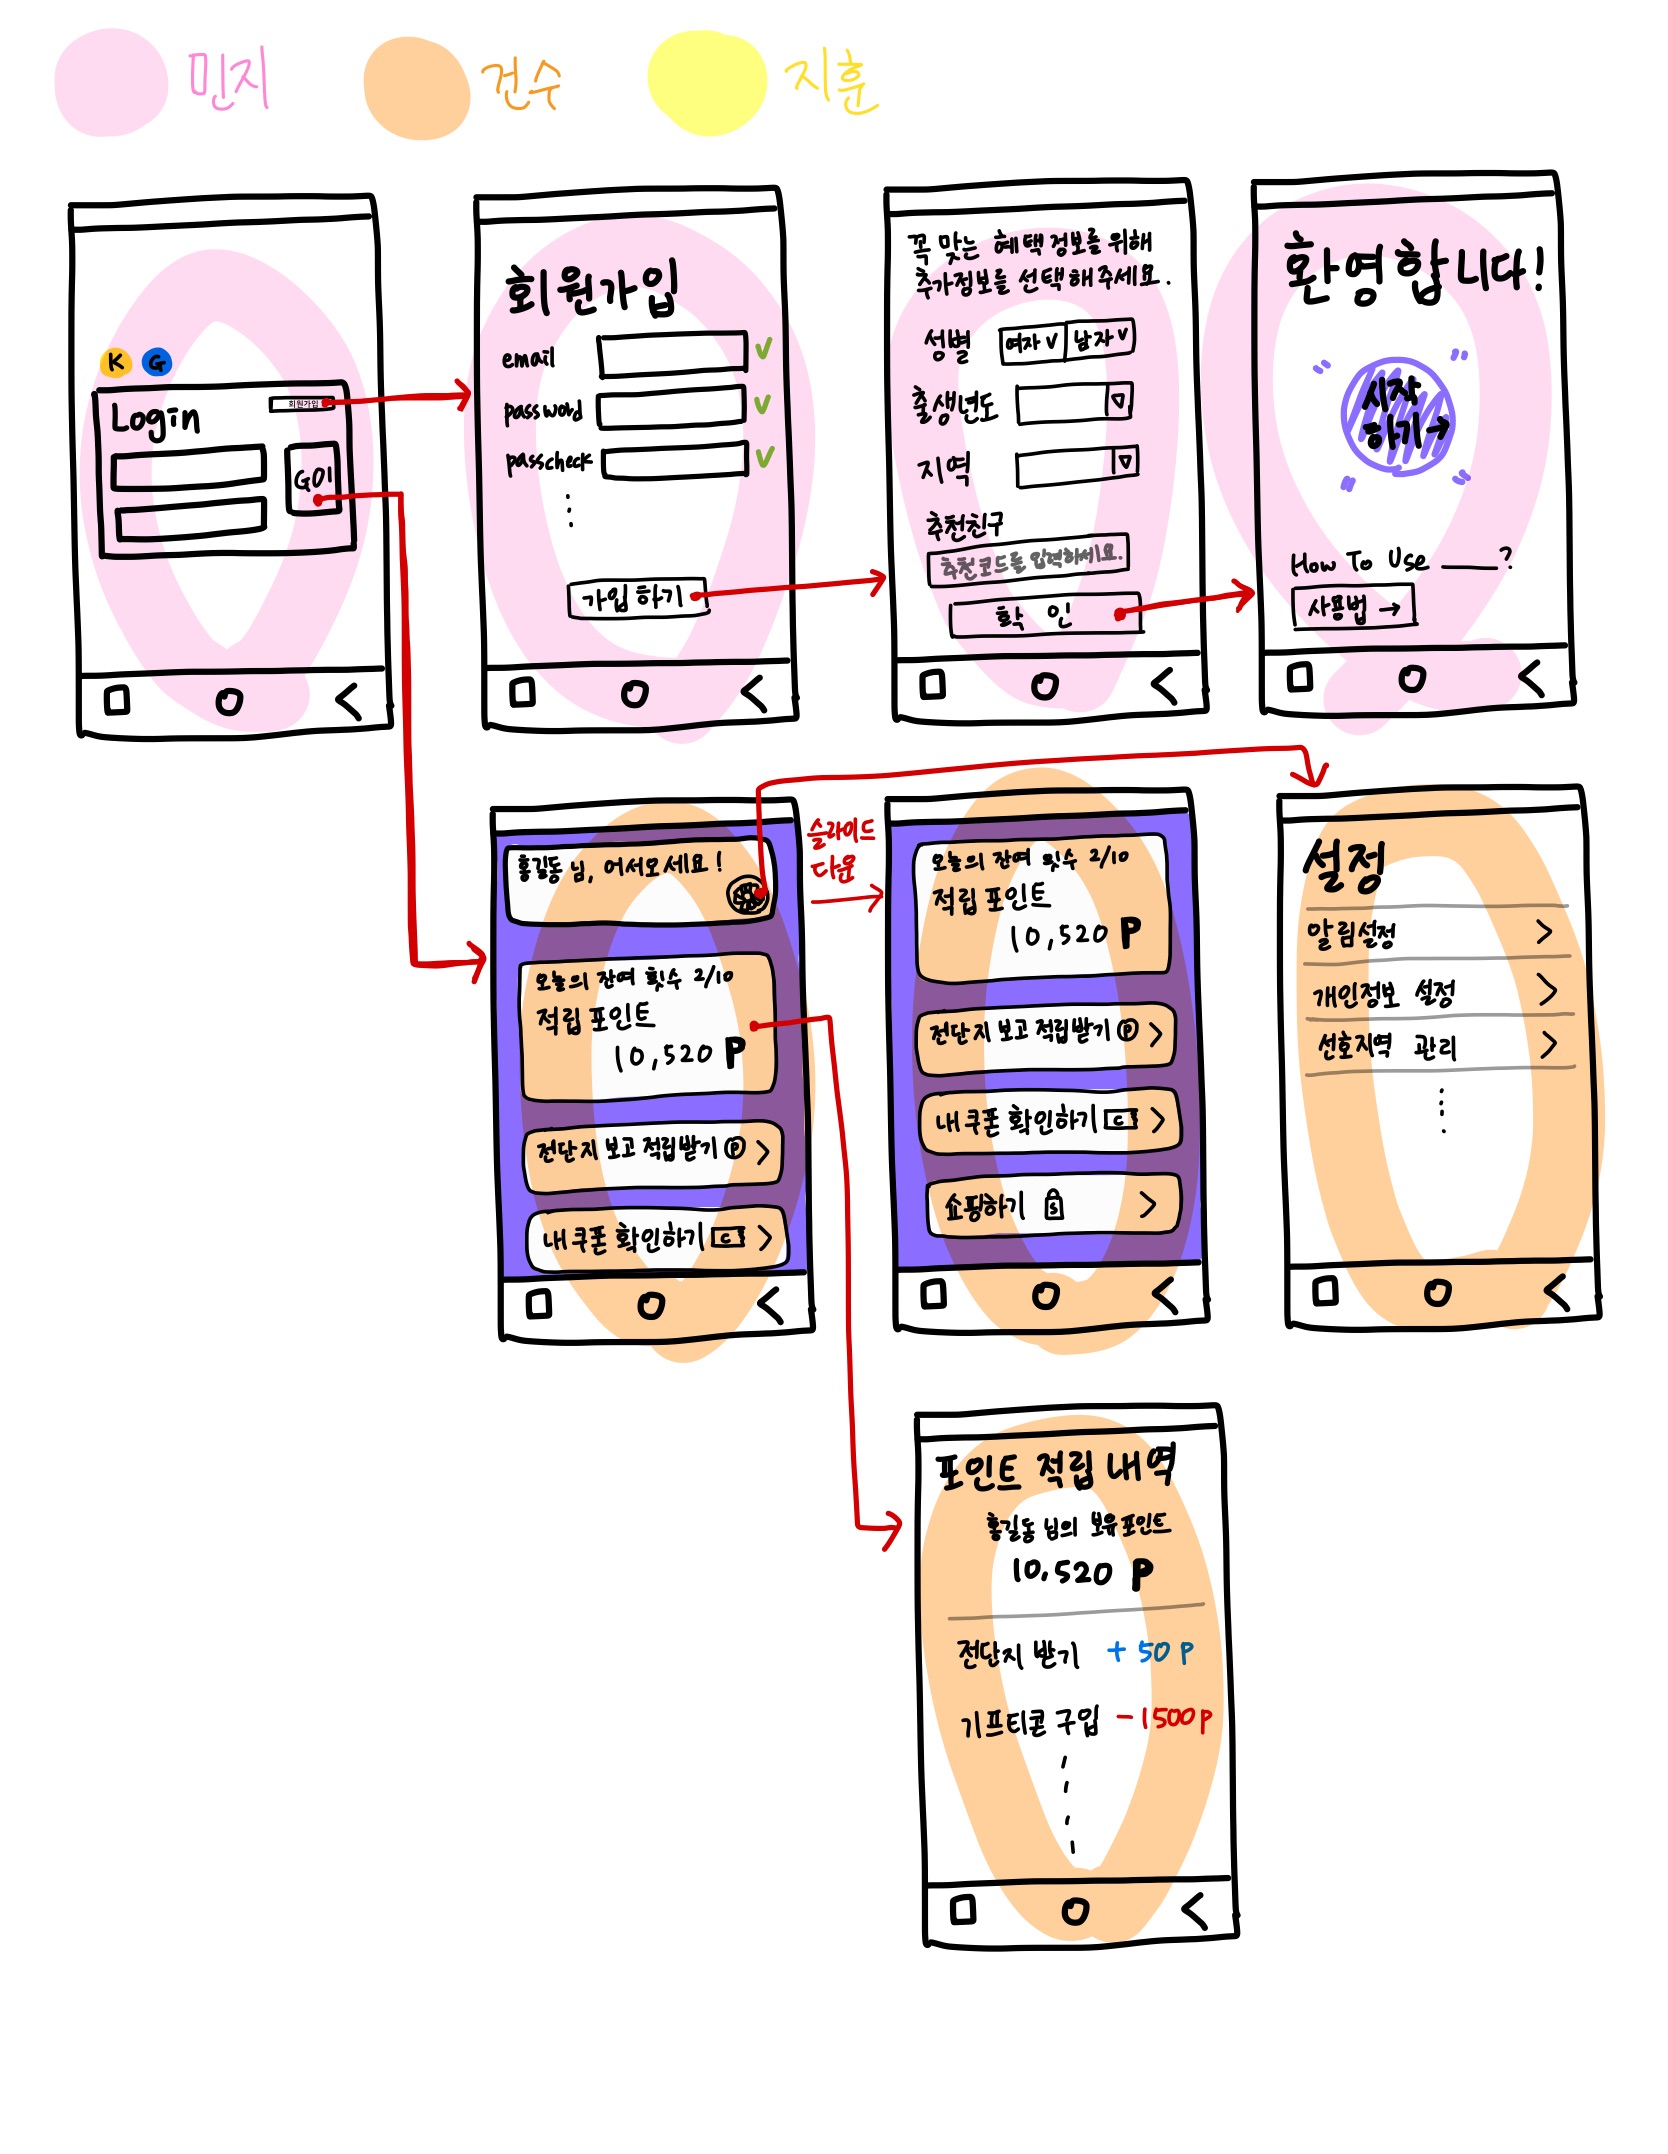 민지
건수
지훈
K G
Login
회원가입
GO!
회원가입
email
password
passcheck
가입하기
꼭 맞는 혜택정보를 위해
추가정보를 선택해주세요.
성별 여자 남자
출생년도
지역
추천친구
추천코드를 입력하세요.
확 인
환영합니다!
시작
하기→
How To Use ____?
사용법 →
홍길동 님, 어서오세요!
오늘의 잔여 횟수 2/10
적립 포인트
10,520 P
전단지 보고 적립받기 P >
내 쿠폰 확인하기 C >
슬라이드
다운
오늘의 잔여 횟수 2/10
적립 포인트
10,520 P
전단지 보고 적립받기 P >
내 쿠폰 확인하기 C >
쇼핑하기 S >
설정
알림설정 >
개인정보 설정 >
선호지역 관리 >
포인트 적립 내역
홍길동 님의 보유 포인트
10,520 P
전단지 받기 +50 P
기프티콘 구입 -1500 P